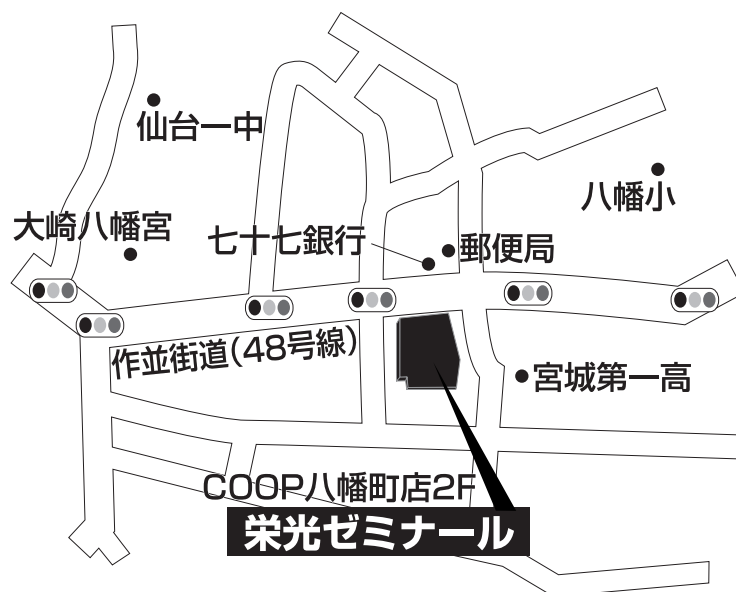 仙台一中
八幡小
大崎八幡宮
七十七銀行
郵便局
作並街道(48号線)
宮城第一高
COOP八幡町店2F
栄光ゼミナール